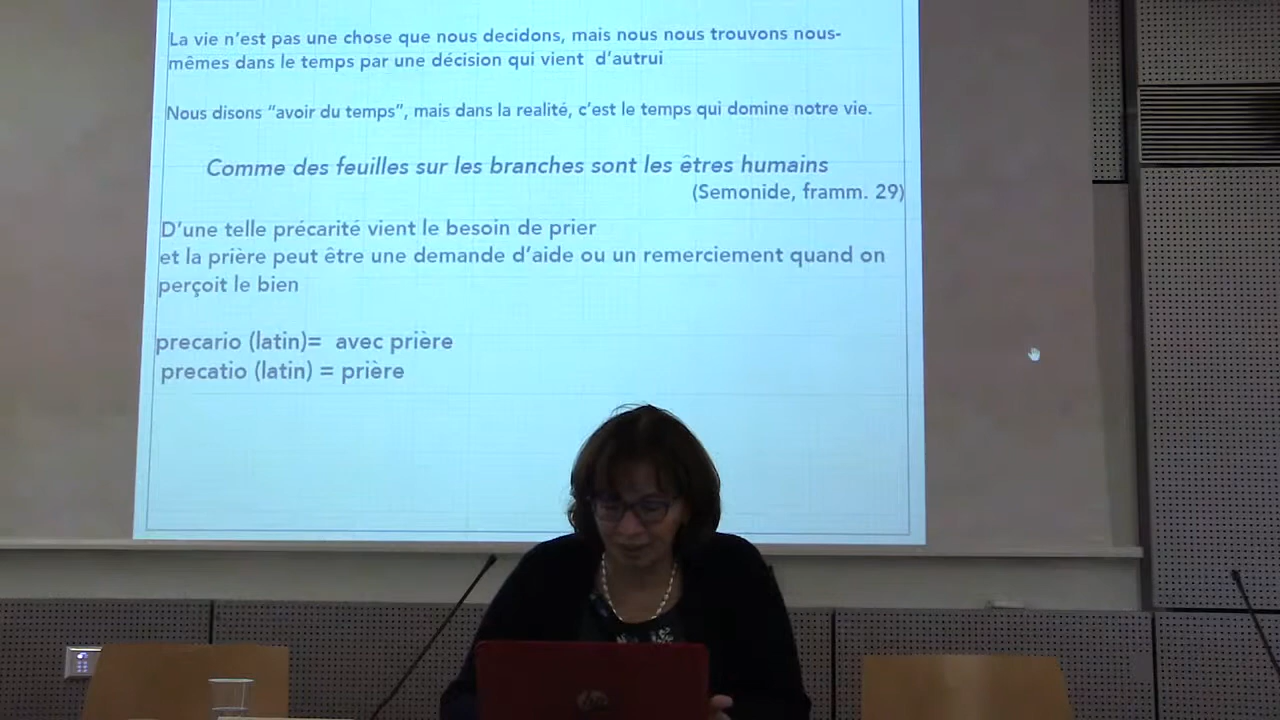 La vie n'est pas une chose que nous decidons, mais nous nous trouvons nous-
mêmes dans le temps par une décision qui vient d'autrui
Nous disons "avoir du temps", mais dans la realité, c'est le temps qui domine notre vie.
Comme des feuilles sur les branches sont les êtres humains
(Semonide, framm. 29)
D'une telle précarité vient le besoin de prier
et la prière peut être une demande d'aide ou un remerciement quand on
perçoit le bien
precario (latin)= avec prière
precatio (latin) = prière
hp